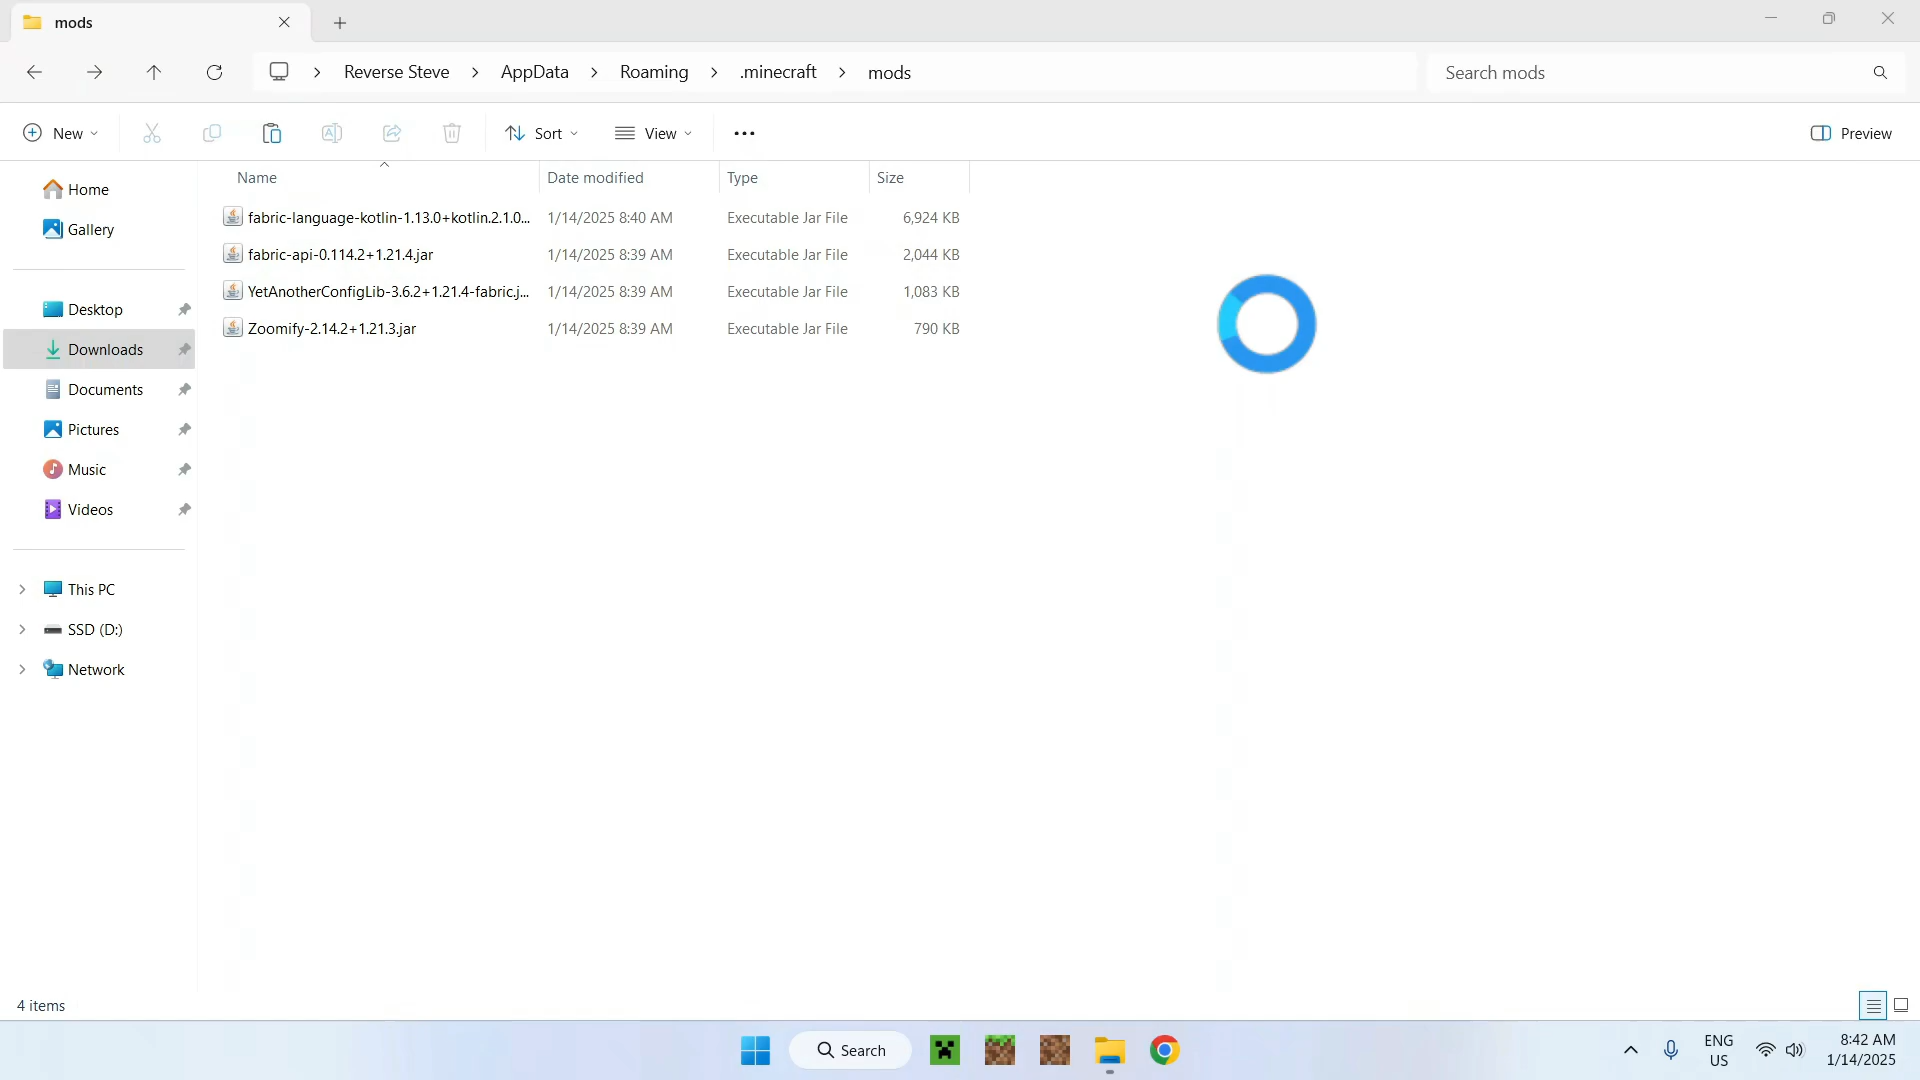 mods
Reverse Steve AppData Roaming .minecraft mods
Search mods
New
Sort
View
Preview
Home
Gallery
Desktop
Downloads
Documents
Pictures
Music
Videos
This PC
SSD (D:)
Network
Name Date modified Type Size
fabric-language-kotlin-1.13.0+kotlin.2.1.0... 1/14/2025 8:40 AM Executable Jar File 6,924 KB
fabric-api-0.114.2+1.21.4.jar 1/14/2025 8:39 AM Executable Jar File 2,044 KB
YetAnotherConfigLib-3.6.2+1.21.4-fabric.j... 1/14/2025 8:39 AM Executable Jar File 1,083 KB
Zoomify-2.14.2+1.21.3.jar 1/14/2025 8:39 AM Executable Jar File 790 KB
4 items
Search
ENG
US
8:42 AM
1/14/2025